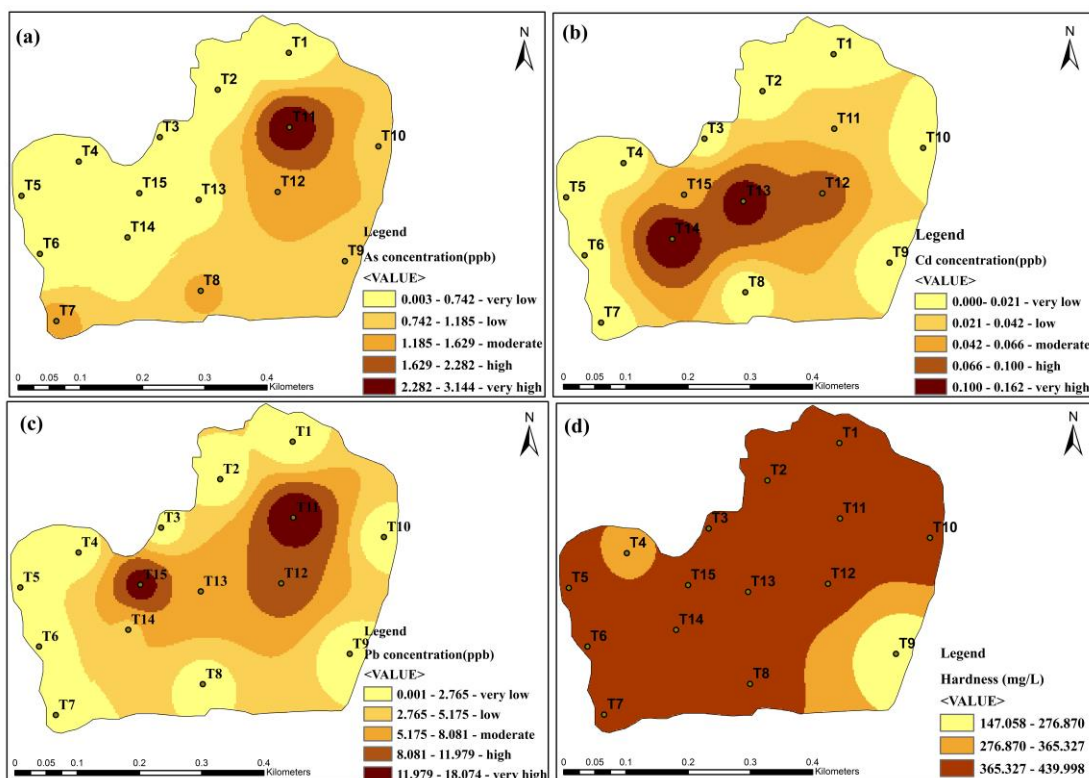 (a)
N
T1
T2
T3
T4
T5
T6
T7
T8
T9
T10
T11
T12
T13
T14
T15
Legend
As concentration(ppb)
<VALUE>
0.003 - 0.742 - very low
0.742 - 1.185 - low
1.185 - 1.629 - moderate
1.629 - 2.282 - high
2.282 - 3.144 - very high
0 0.05 0.1 0.2 0.3 0.4
Kilometers
(b)
N
T1
T2
T3
T4
T5
T6
T7
T8
T9
T10
T11
T12
T13
T14
T15
Legend
Cd concentration(ppb)
<VALUE>
0.000- 0.021 - very low
0.021 - 0.042 - low
0.042 - 0.066 - moderate
0.066 - 0.100 - high
0.100 - 0.162 - very high
0 0.05 0.1 0.2 0.3 0.4
Kilometers
(c)
N
T1
T2
T3
T4
T5
T6
T7
T8
T9
T10
T11
T12
T13
T14
T15
Legend
Pb concentration(ppb)
<VALUE>
0.001 - 2.765 - very low
2.765 - 5.175 - low
5.175 - 8.081 - moderate
8.081 - 11.979 - high
11.979 - 18.074 - very high
0 0.05 0.1 0.2 0.3 0.4
Kilometers
(d)
N
T1
T2
T3
T4
T5
T6
T7
T8
T9
T10
T11
T12
T13
T14
T15
Legend
Hardness (mg/L)
<VALUE>
147.058 - 276.870
276.870 - 365.327
365.327 - 439.998
0 0.05 0.1 0.2 0.3 0.4
Kilometers